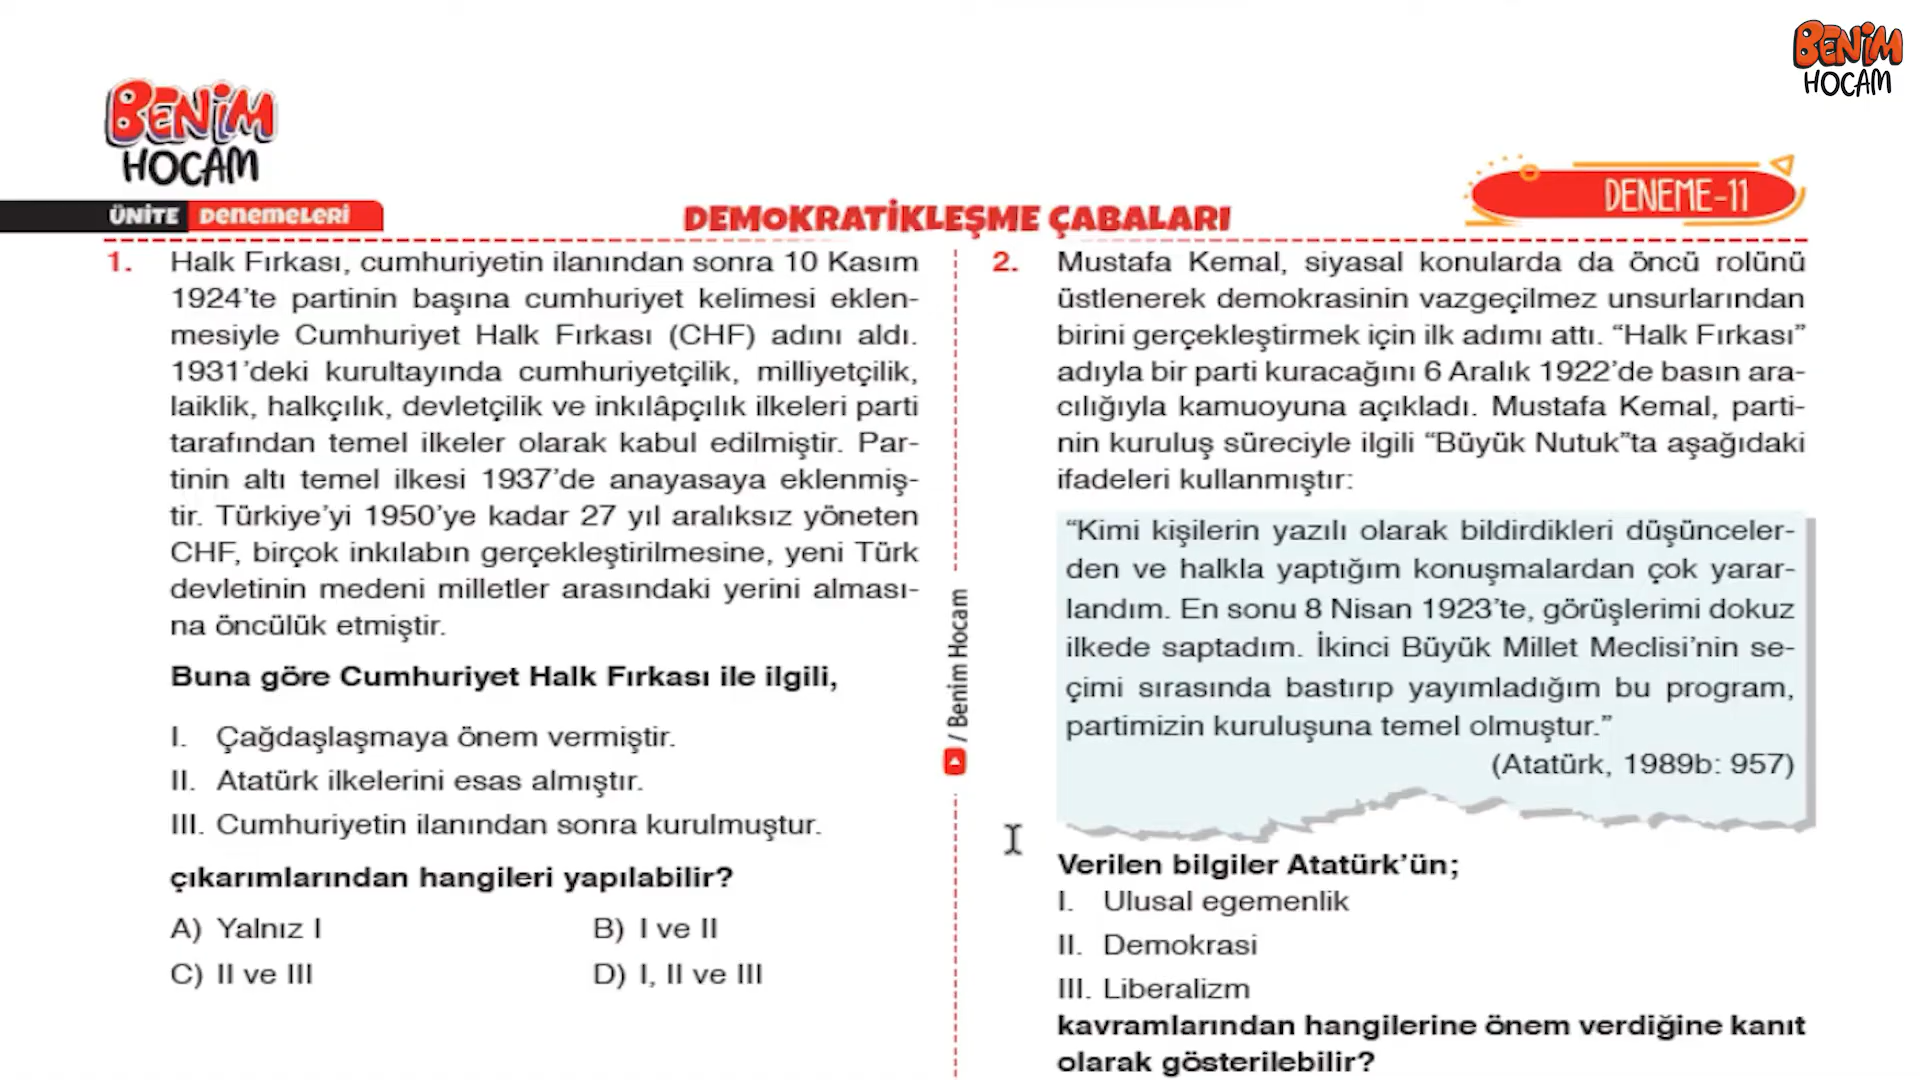 BENİM
HOCAM
BENİM
HOCAM
ÜNİTE DENEMELERİ
DEMOKRATİKLEŞME ÇABALARI
DENEME-11
1. Halk Fırkası, cumhuriyetin ilanından sonra 10 Kasım
1924’te partinin başına cumhuriyet kelimesi eklen-
mesiyle Cumhuriyet Halk Fırkası (CHF) adını aldı.
1931’deki kurultayında cumhuriyetçilik, milliyetçilik,
laiklik, halkçılık, devletçilik ve inkılâpçılık ilkeleri parti
tarafından temel ilkeler olarak kabul edilmiştir. Par-
tinin altı temel ilkesi 1937’de anayasaya eklenmiş-
tir. Türkiye’yi 1950’ye kadar 27 yıl aralıksız yöneten
CHF, birçok inkılabın gerçekleştirilmesine, yeni Türk
devletinin medeni milletler arasındaki yerini alması-
na öncülük etmiştir.
Buna göre Cumhuriyet Halk Fırkası ile ilgili,
I. Çağdaşlaşmaya önem vermiştir.
II. Atatürk ilkelerini esas almıştır.
III. Cumhuriyetin ilanından sonra kurulmuştur.
çıkarımlarından hangileri yapılabilir?
A) Yalnız I B) I ve II
C) II ve III D) I, II ve III
/ Benim Hocam
2. Mustafa Kemal, siyasal konularda da öncü rolünü
üstlenerek demokrasinin vazgeçilmez unsurlarından
birini gerçekleştirmek için ilk adımı attı. “Halk Fırkası”
adıyla bir parti kuracağını 6 Aralık 1922’de basın ara-
cılığıyla kamuoyuna açıkladı. Mustafa Kemal, parti-
nin kuruluş süreciyle ilgili “Büyük Nutuk”ta aşağıdaki
ifadeleri kullanmıştır:
“Kimi kişilerin yazılı olarak bildirdikleri düşünceler-
den ve halkla yaptığım konuşmalardan çok yarar-
landım. En sonu 8 Nisan 1923’te, görüşlerimi dokuz
ilkede saptadım. İkinci Büyük Millet Meclisi’nin se-
çimi sırasında bastırıp yayımladığım bu program,
partimizin kuruluşuna temel olmuştur.”
(Atatürk, 1989b: 957)
Verilen bilgiler Atatürk’ün;
I. Ulusal egemenlik
II. Demokrasi
III. Liberalizm
kavramlarından hangilerine önem verdiğine kanıt
olarak gösterilebilir?